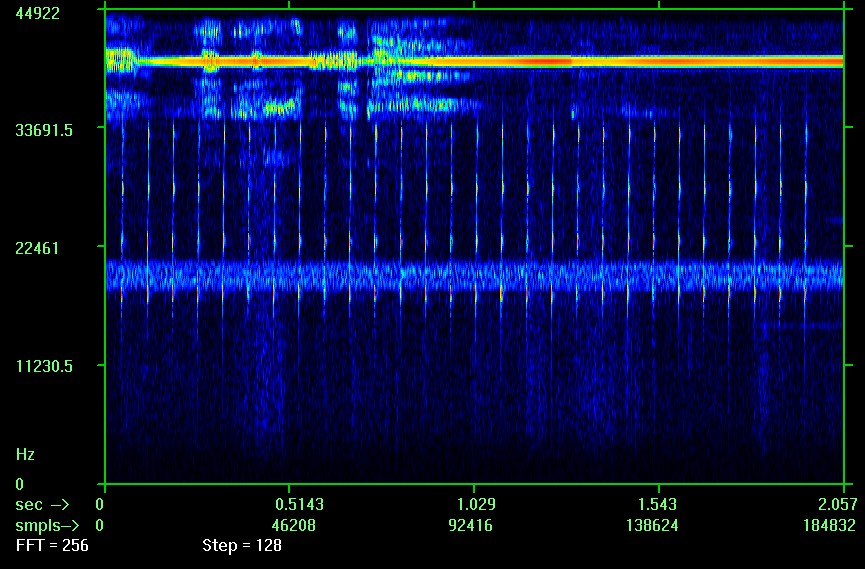 44922
33691.5
22461
11230.5
Hz
0
sec —> 0 0.5143 1.029 1.543 2.057
smpls—> 0 46208 92416 138624 184832
FFT = 256 Step = 128